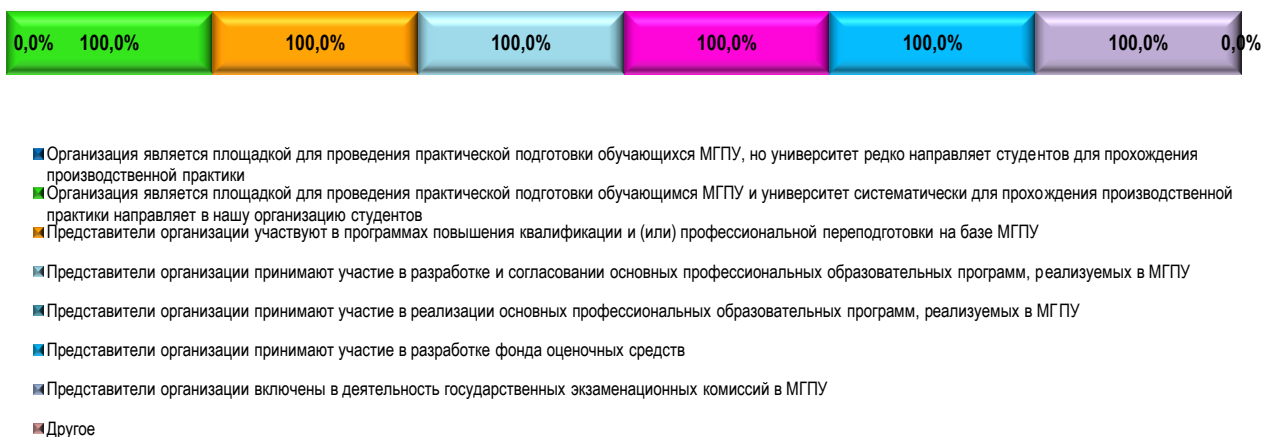 0,0% 100,0% 100,0% 100,0% 100,0% 100,0% 100,0% 0,0%
Организация является площадкой для проведения практической подготовки обучающихся МГПУ, но университет редко направляет студентов для прохождения
производственной практики
Организация является площадкой для проведения практической подготовки обучающимся МГПУ и университет систематически для прохождения производственной
практики направляет в нашу организацию студентов
Представители организации участвуют в программах повышения квалификации и (или) профессиональной переподготовки на базе МГПУ
Представители организации принимают участие в разработке и согласовании основных профессиональных образовательных программ, реализуемых в МГПУ
Представители организации принимают участие в реализации основных профессиональных образовательных программ, реализуемых в МГПУ
Представители организации принимают участие в разработке фонда оценочных средств
Представители организации включены в деятельность государственных экзаменационных комиссий в МГПУ
Другое